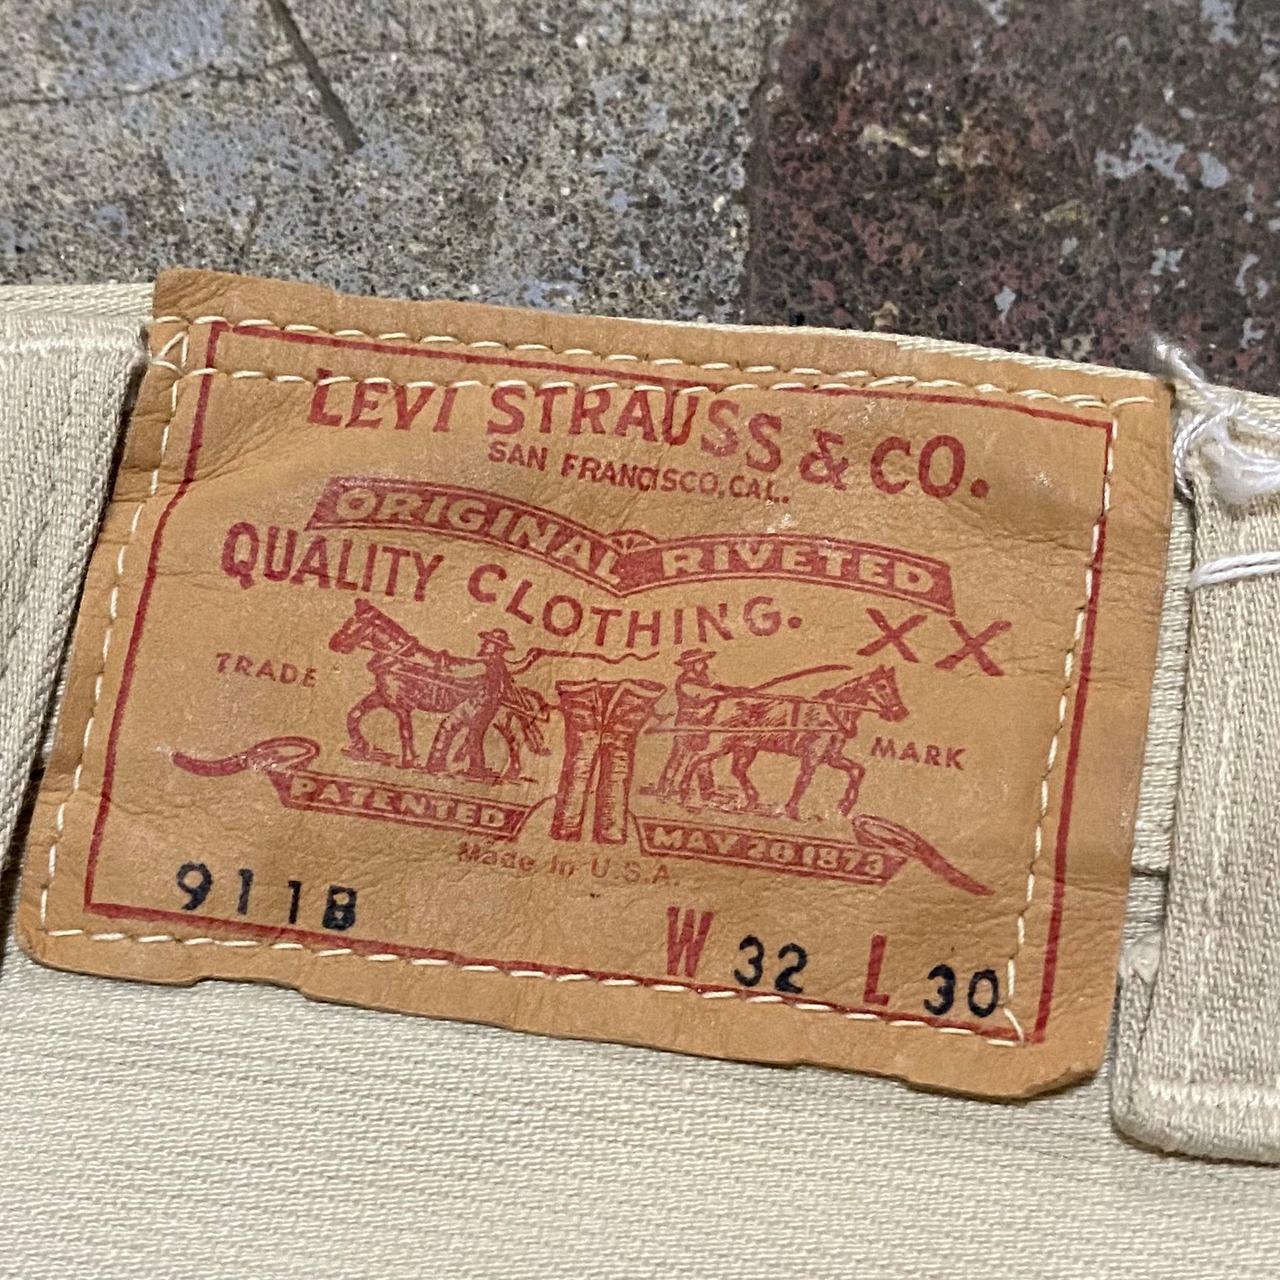 LEVI STRAUSS & CO.
SAN FRANCISCO, CAL.
ORIGINAL RIVETED
QUALITY CLOTHING. XX
TRADE MARK
PATENTED MAY 20 1873
Made in U.S.A.
911B W 32 L 30